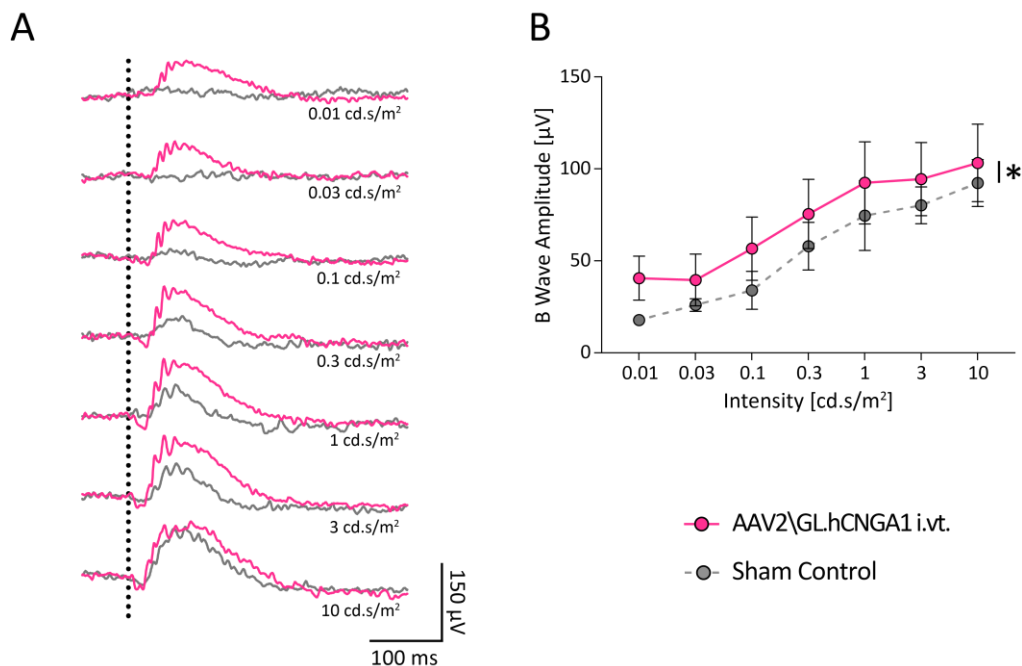 A
0.01 cd.s/m²
0.03 cd.s/m²
0.1 cd.s/m²
0.3 cd.s/m²
1 cd.s/m²
3 cd.s/m²
10 cd.s/m²
150 µV
100 ms
B
B Wave Amplitude [µV]
150
100
50
0
*
0.01 0.03 0.1 0.3 1 3 10
Intensity [cd.s/m²]
AAV2\GL.hCNGA1 i.vt.
Sham Control